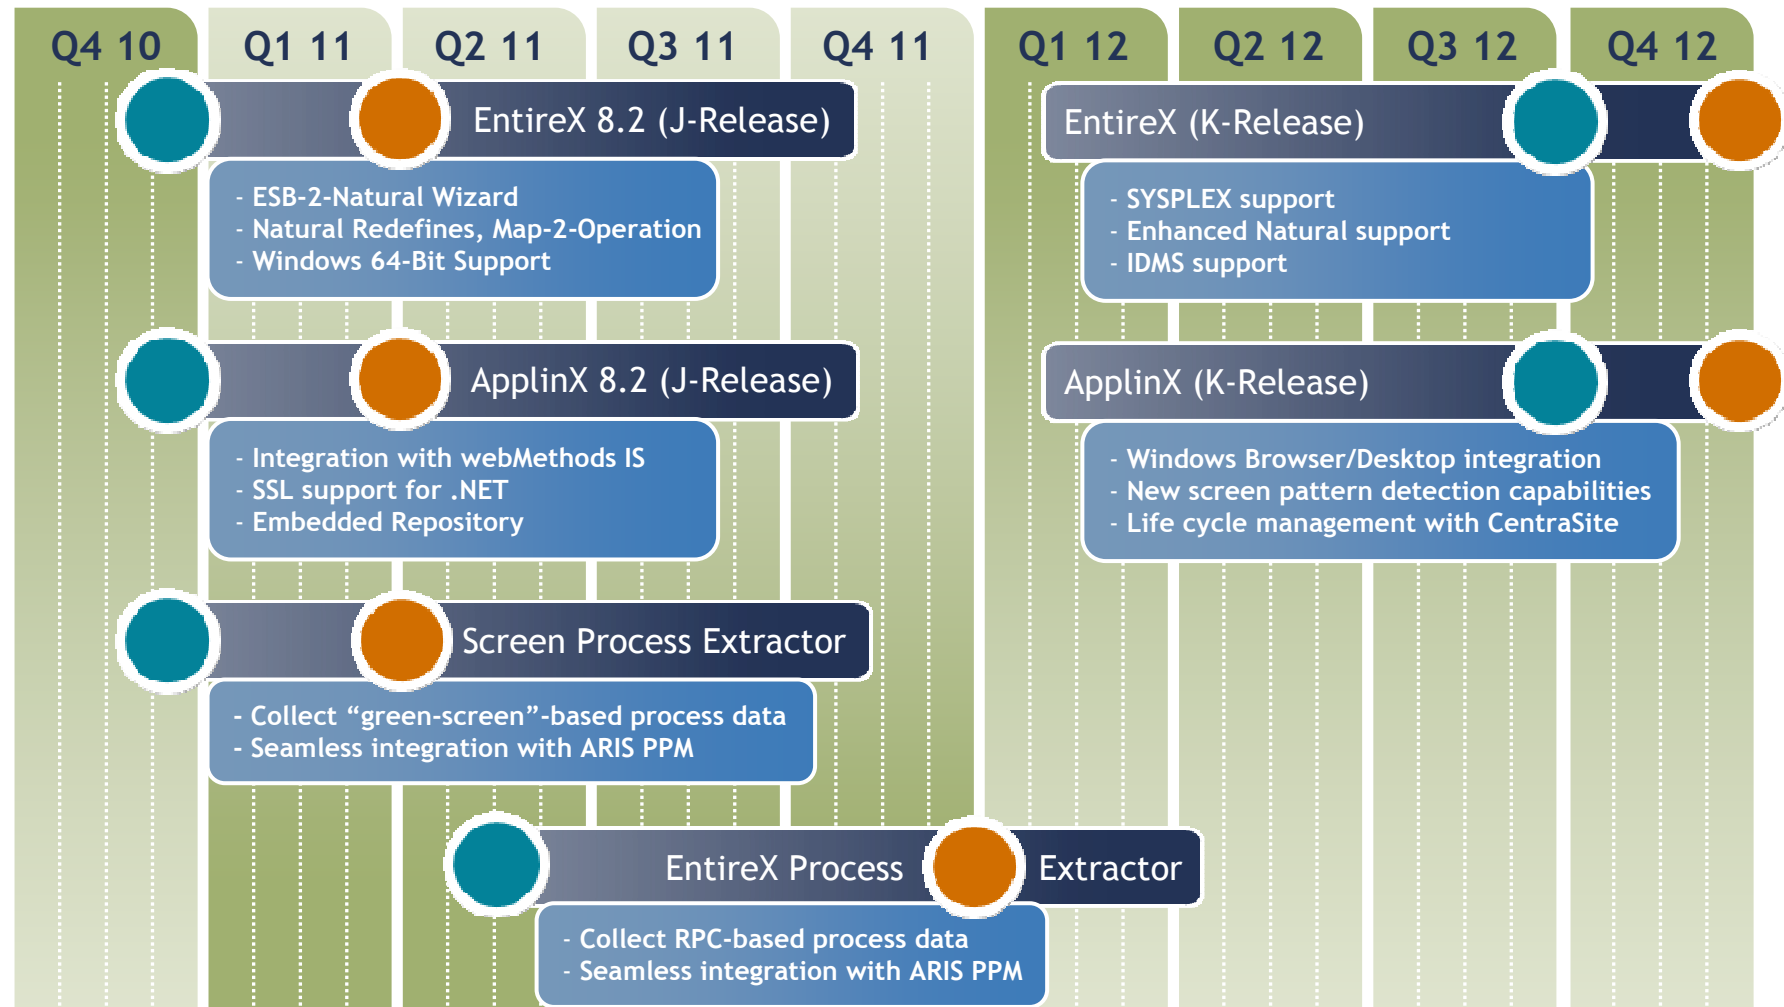 Q4 10 Q1 11 Q2 11 Q3 11 Q4 11 Q1 12 Q2 12 Q3 12 Q4 12
EntireX 8.2 (J-Release)
- ESB-2-Natural Wizard
- Natural Redefines, Map-2-Operation
- Windows 64-Bit Support
EntireX (K-Release)
- SYSPLEX support
- Enhanced Natural support
- IDMS support
ApplinX 8.2 (J-Release)
- Integration with webMethods IS
- SSL support for .NET
- Embedded Repository
ApplinX (K-Release)
- Windows Browser/Desktop integration
- New screen pattern detection capabilities
- Life cycle management with CentraSite
Screen Process Extractor
- Collect “green-screen”-based process data
- Seamless integration with ARIS PPM
EntireX Process Extractor
- Collect RPC-based process data
- Seamless integration with ARIS PPM